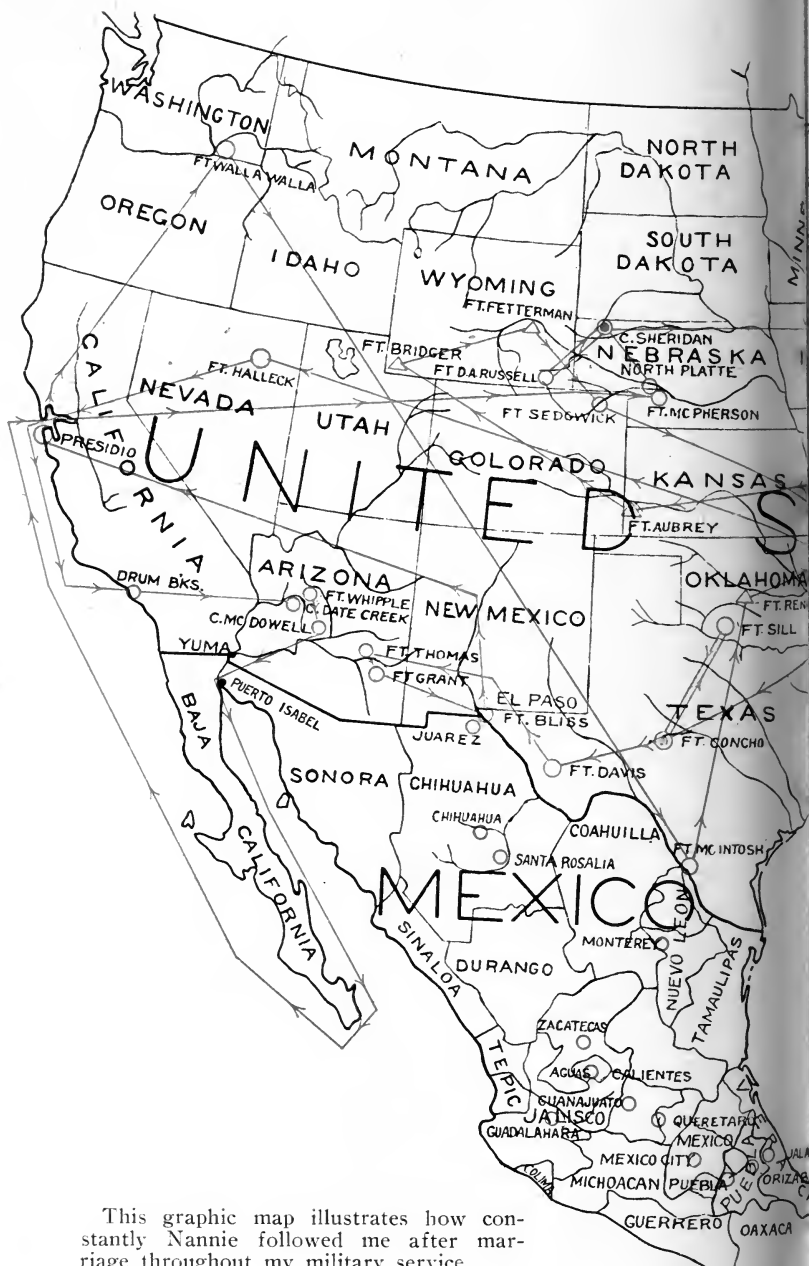 WASHINGTON
FT. WALLA WALLA
MONTANA
NORTH
DAKOTA
OREGON
IDAHO
SOUTH
DAKOTA
WYOMING
FT. FETTERMAN
C. SHERIDAN
FT. BRIDGER
NEBRASKA
FT. D.A. RUSSELL
NORTH PLATTE
FT. HALLECK
FT SEDGWICK
FT. MC PHERSON
NEVADA
UTAH
CALIFORNIA
PRESIDIO
COLORADO
KANSAS
UNITED S
FT. AUBREY
DRUM BKS.
ARIZONA
FT. WHIPPLE
C. DATE CREEK
C. MC DOWELL
NEW MEXICO
OKLAHOMA
FT. REN
FT. SILL
YUMA
FT. THOMAS
FT GRANT
PUERTO ISABEL
EL PASO
FT. BLISS
TEXAS
FT. CONCHO
JUAREZ
FT. DAVIS
BAJA
CALIFORNIA
SONORA
CHIHUAHUA
CHIHUAHUA
COAHUILLA
FT MC INTOSH
SANTA ROSALIA
MEXICO
SINALOA
MONTEREY
NUEVO LEON
DURANGO
TAMAULIPAS
ZACATECAS
TEPIC
AGUAS CALIENTES
GUANAJUATO
JALISCO
QUERETARO
GUADALAHARA
MEXICO
MEXICO CITY
COLIMA
MICHOACAN
PUEBLA
PUEBLA
ORIZAB
GUERRERO
OAXACA
This graphic map illustrates how con-
stantly Nannie followed me after mar-
riage throughout my military service